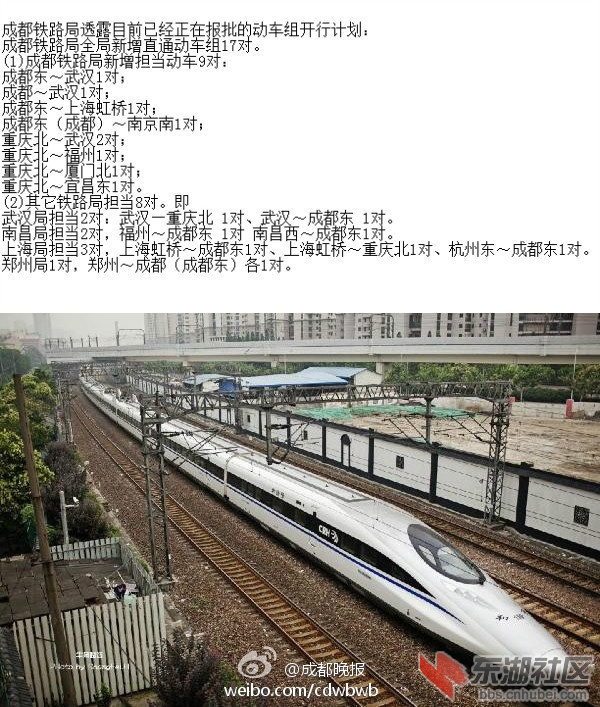 成都铁路局透露目前已经正在报批的动车组开行计划:
成都铁路局全局新增直通动车组17对。
(1)成都铁路局新增担当动车9对:
成都东～武汉1对;
成都～武汉1对;
成都东～上海虹桥1对;
成都东（成都）～南京南1对;
重庆北～武汉2对;
重庆北～福州1对;
重庆北～厦门北1对;
重庆北～宜昌东1对。
(2)其它铁路局担当8对。即
武汉局担当2对：武汉—重庆北 1对、武汉～成都东 1对。
南昌局担当2对，福州～成都东 1对 南昌西～成都东1对。
上海局担当3对，上海虹桥～成都东1对、上海虹桥～重庆北1对、杭州东～成都东1对。
郑州局1对，郑州～成都（成都东）各1对。
CRH
和谐
@成都晚报
weibo.com/cdwbwb
东湖社区
bbs.cnhubei.com